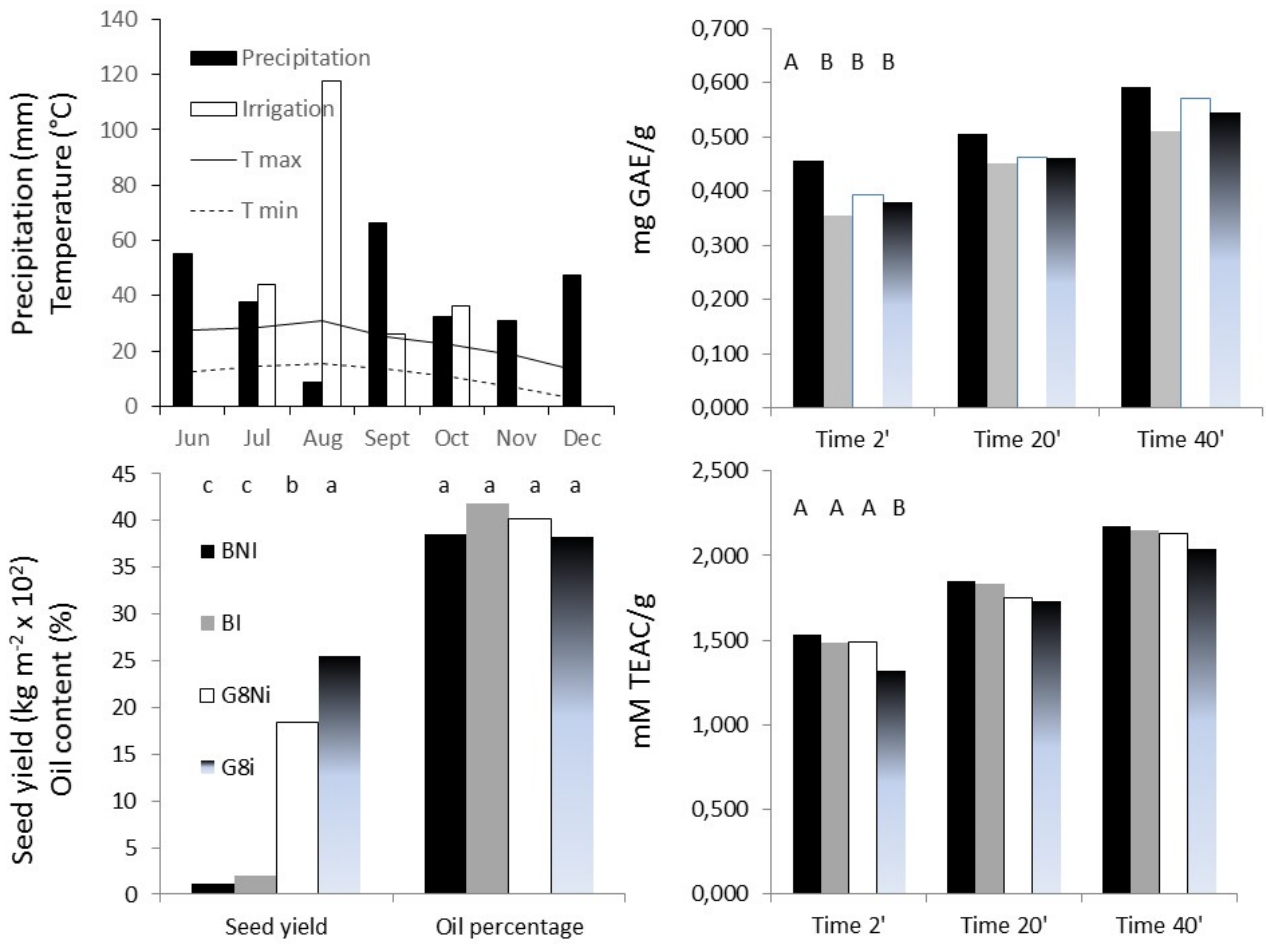 Precipitation (mm)
Temperature (°C)
140
120
100
80
60
40
20
0
Precipitation
Irrigation
T max
T min
Jun Jul Aug Sept Oct Nov Dec
mg GAE/g
0,700
0,600
0,500
0,400
0,300
0,200
0,100
0,000
A B B B
Time 2' Time 20' Time 40'
Seed yield (kg m-2 x 102)
Oil content (%)
45
40
35
30
25
20
15
10
5
0
c c b a a a a a
BNI
BI
G8Ni
G8i
Seed yield Oil percentage
mM TEAC/g
2,500
2,000
1,500
1,000
0,500
0,000
A A A B
Time 2' Time 20' Time 40'